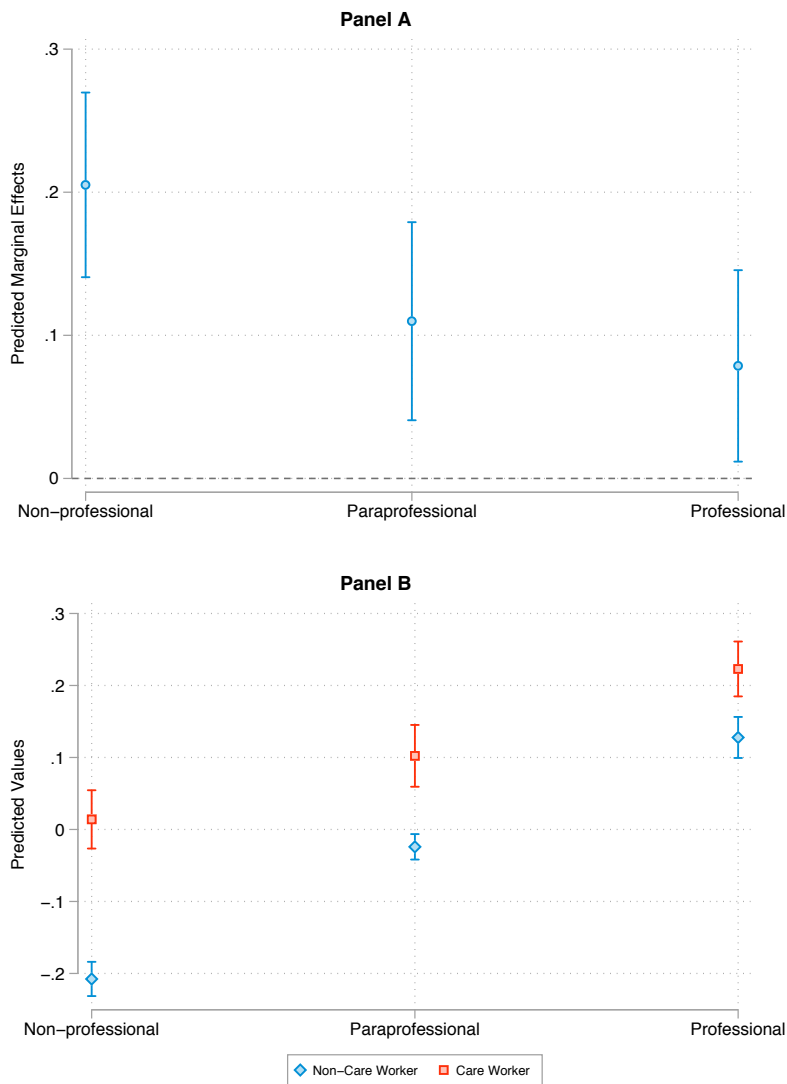 Panel A
Predicted Marginal Effects
.3
.2
.1
0
Non−professional
Paraprofessional
Professional
Panel B
Predicted Values
.3
.2
.1
0
−.1
−.2
Non−professional
Paraprofessional
Professional
Non−Care Worker
Care Worker